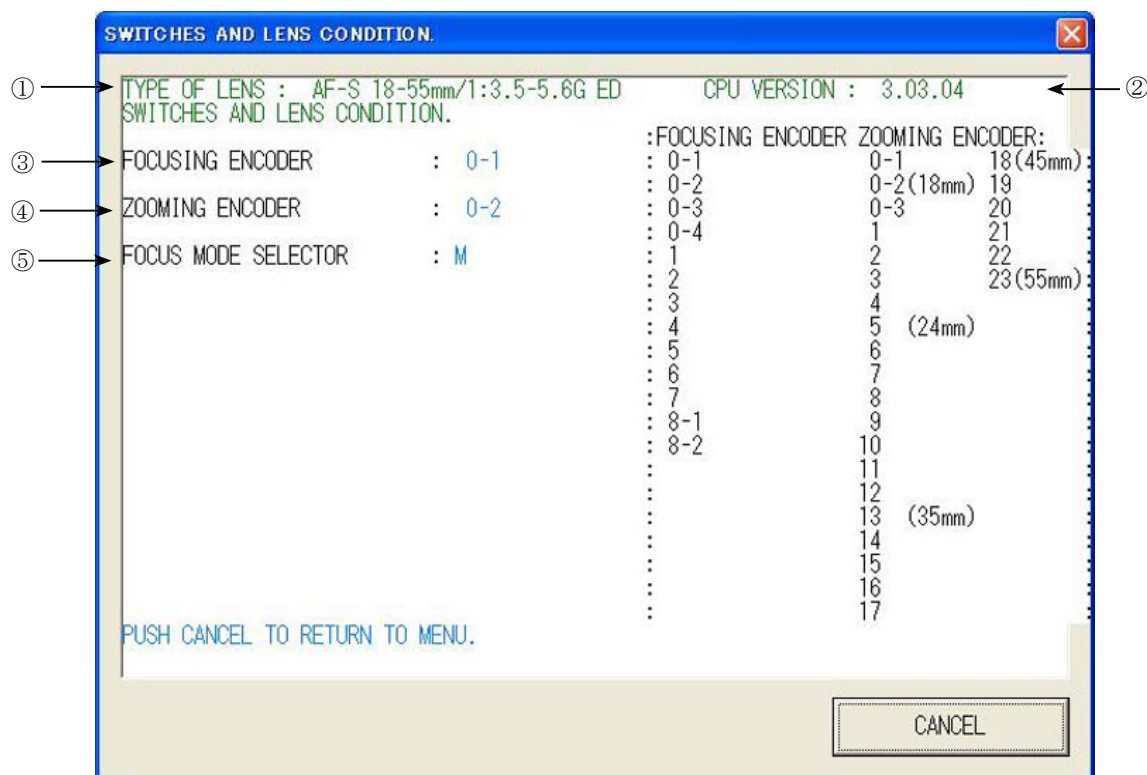 SWITCHES AND LENS CONDITION.
① TYPE OF LENS : AF-S 18-55mm/1:3.5-5.6G ED CPU VERSION : 3.03.04 ②
SWITCHES AND LENS CONDITION.
:FOCUSING ENCODER ZOOMING ENCODER:
③ FOCUSING ENCODER : 0-1 : 0-1 0-1 18(45mm):
: 0-2 0-2(18mm) 19 :
④ ZOOMING ENCODER : 0-2 : 0-3 0-3 20 :
: 0-4 1 21 :
⑤ FOCUS MODE SELECTOR : M : 1 2 22 :
: 2 3 23(55mm):
: 3 4 :
: 4 5 (24mm) :
: 5 6 :
: 6 7 :
: 7 8 :
: 8-1 9 :
: 8-2 10 :
: 11 :
: 12 :
: 13 (35mm) :
: 14 :
: 15 :
: 16 :
: 17 :
PUSH CANCEL TO RETURN TO MENU.
CANCEL